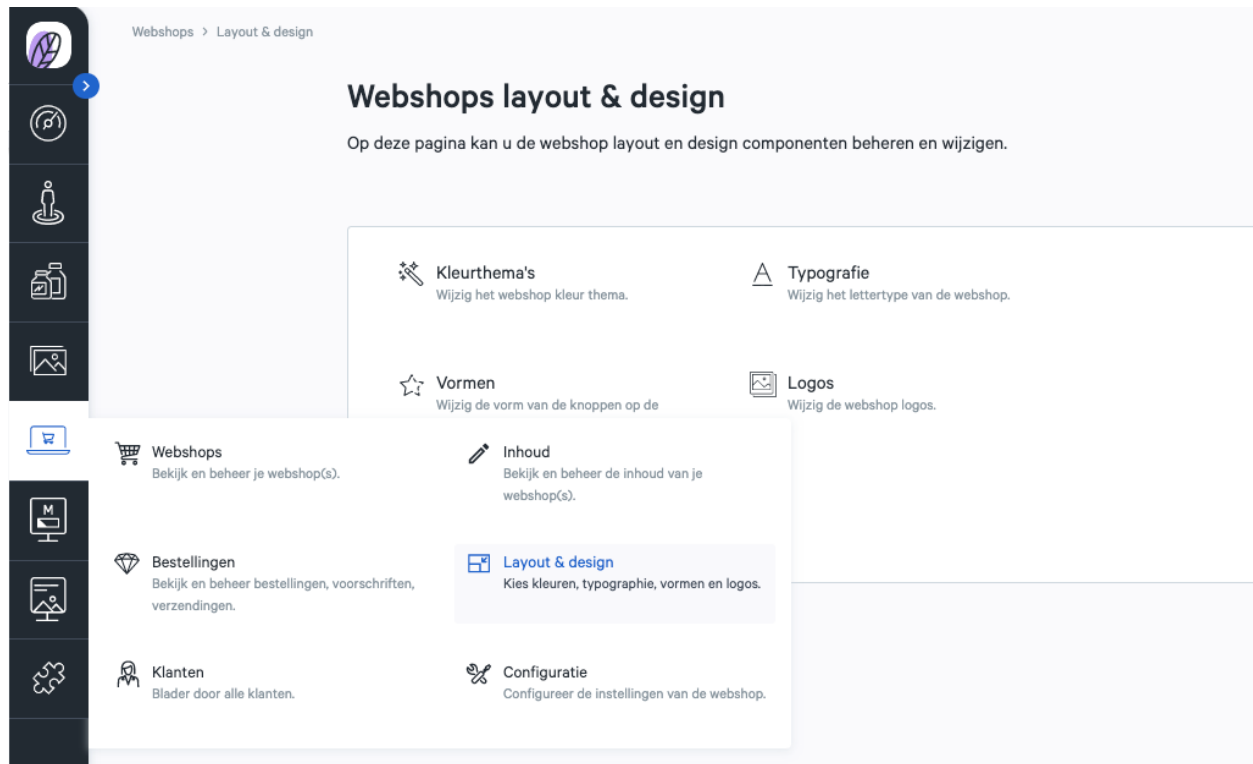 Webshops > Layout & design
Webshops layout & design
Op deze pagina kan u de webshop layout en design componenten beheren en wijzigen.
Kleurthema's
Wijzig het webshop kleur thema.
Typografie
Wijzig het lettertype van de webshop.
Vormen
Wijzig de vorm van de knoppen op de
Logos
Wijzig de webshop logos.
Webshops
Bekijk en beheer je webshop(s).
Inhoud
Bekijk en beheer de inhoud van je
webshop(s).
Bestellingen
Bekijk en beheer bestellingen, voorschriften,
verzendingen.
Layout & design
Kies kleuren, typographie, vormen en logos.
Klanten
Blader door alle klanten.
Configuratie
Configureer de instellingen van de webshop.
M